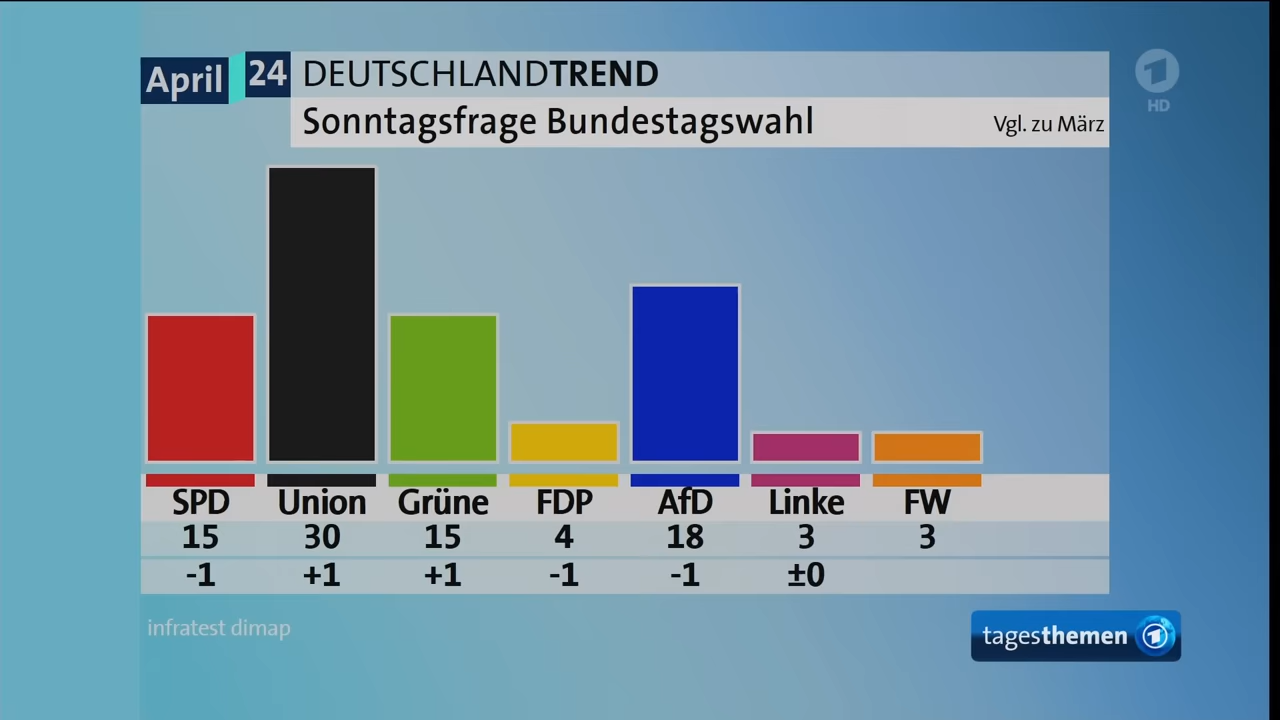 April 24 DEUTSCHLANDTREND
HD
Sonntagsfrage Bundestagswahl Vgl. zu März
SPD Union Grüne FDP AfD Linke FW
15 30 15 4 18 3 3
-1 +1 +1 -1 -1 ±0
infratest dimap
tagesthemen